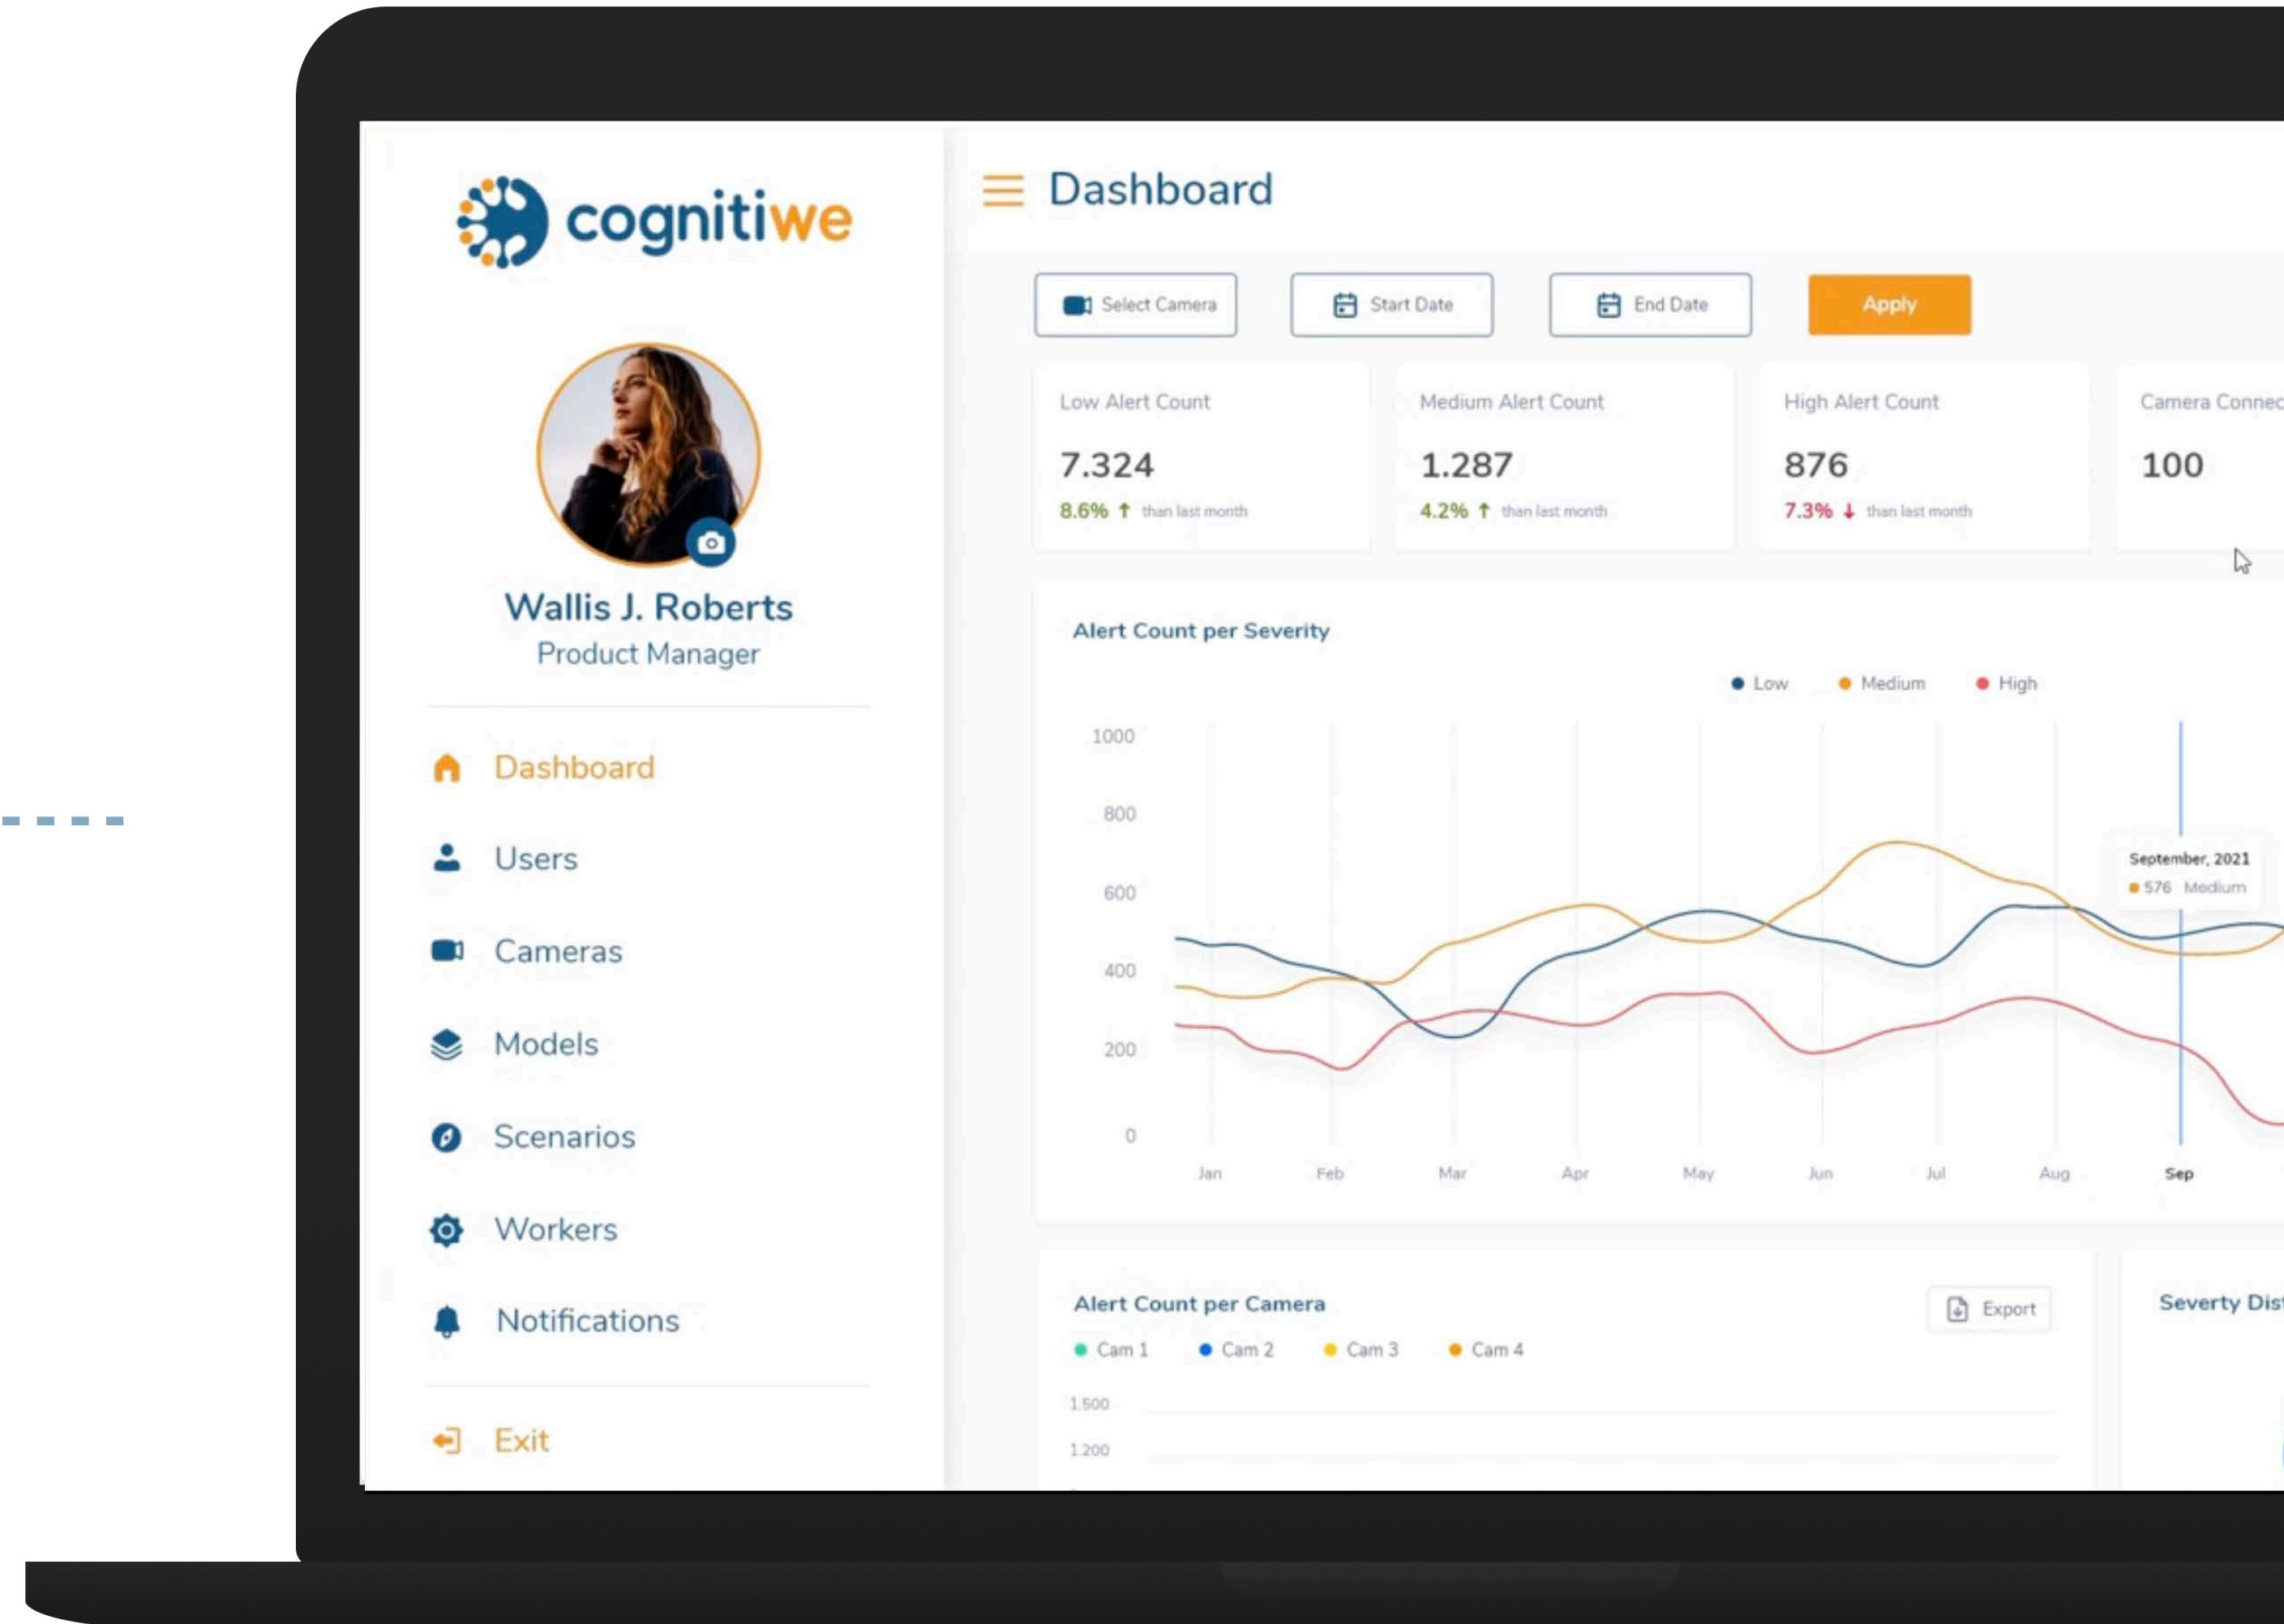 cognitiwe
Wallis J. Roberts
Product Manager
Dashboard
Users
Cameras
Models
Scenarios
Workers
Notifications
Exit
Dashboard
Select Camera
Start Date
End Date
Apply
Low Alert Count
7.324
8.6% ↑ than last month
Medium Alert Count
1.287
4.2% ↑ than last month
High Alert Count
876
7.3% ↓ than last month
Camera Connec
100
Alert Count per Severity
Low Medium High
1000
800
600
400
200
0
September, 2021
576 Medium
Jan Feb Mar Apr May Jun Jul Aug Sep
Alert Count per Camera
Export
Cam 1 Cam 2 Cam 3 Cam 4
1.500
1.200
Severty Dist